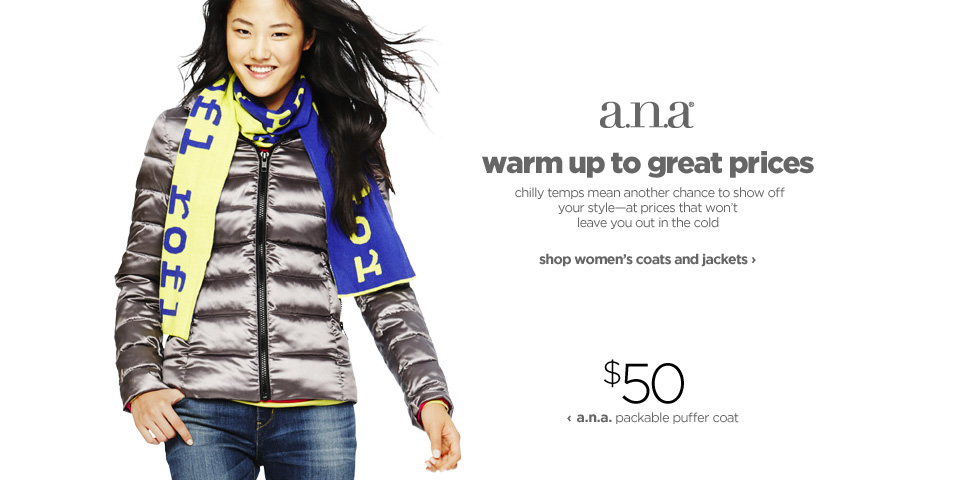 a.n.a®
warm up to great prices
chilly temps mean another chance to show off
your style—at prices that won't
leave you out in the cold
shop women's coats and jackets ›
$50
‹ a.n.a. packable puffer coat